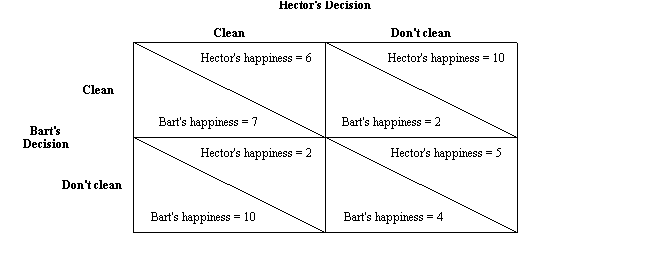 Hector's Decision
Clean Don't clean
Hector's happiness = 6 Hector's happiness = 10
Clean
Bart's happiness = 7 Bart's happiness = 2
Bart's
Decision
Hector's happiness = 2 Hector's happiness = 5
Don't clean
Bart's happiness = 10 Bart's happiness = 4